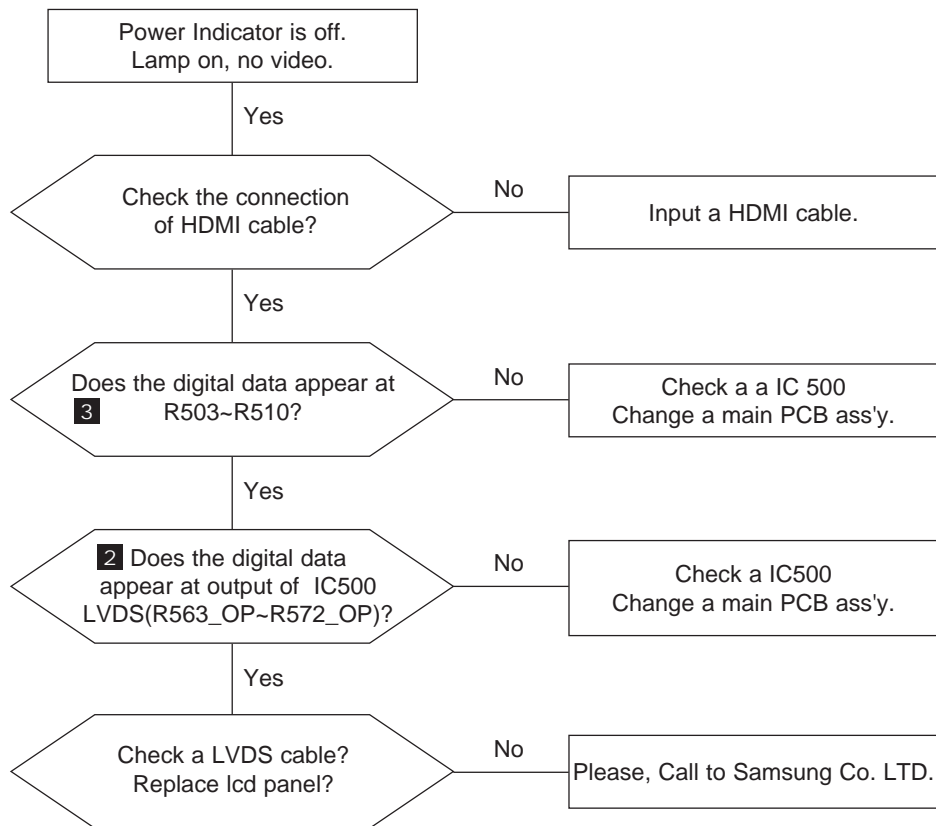 Power Indicator is off.
Lamp on, no video.
Yes
Check the connection
of HDMI cable?
No
Input a HDMI cable.
Yes
Does the digital data appear at
3 R503~R510?
No
Check a a IC 500
Change a main PCB ass'y.
Yes
2 Does the digital data
appear at output of IC500
LVDS(R563_OP~R572_OP)?
No
Check a IC500
Change a main PCB ass'y.
Yes
Check a LVDS cable?
Replace lcd panel?
No
Please, Call to Samsung Co. LTD.